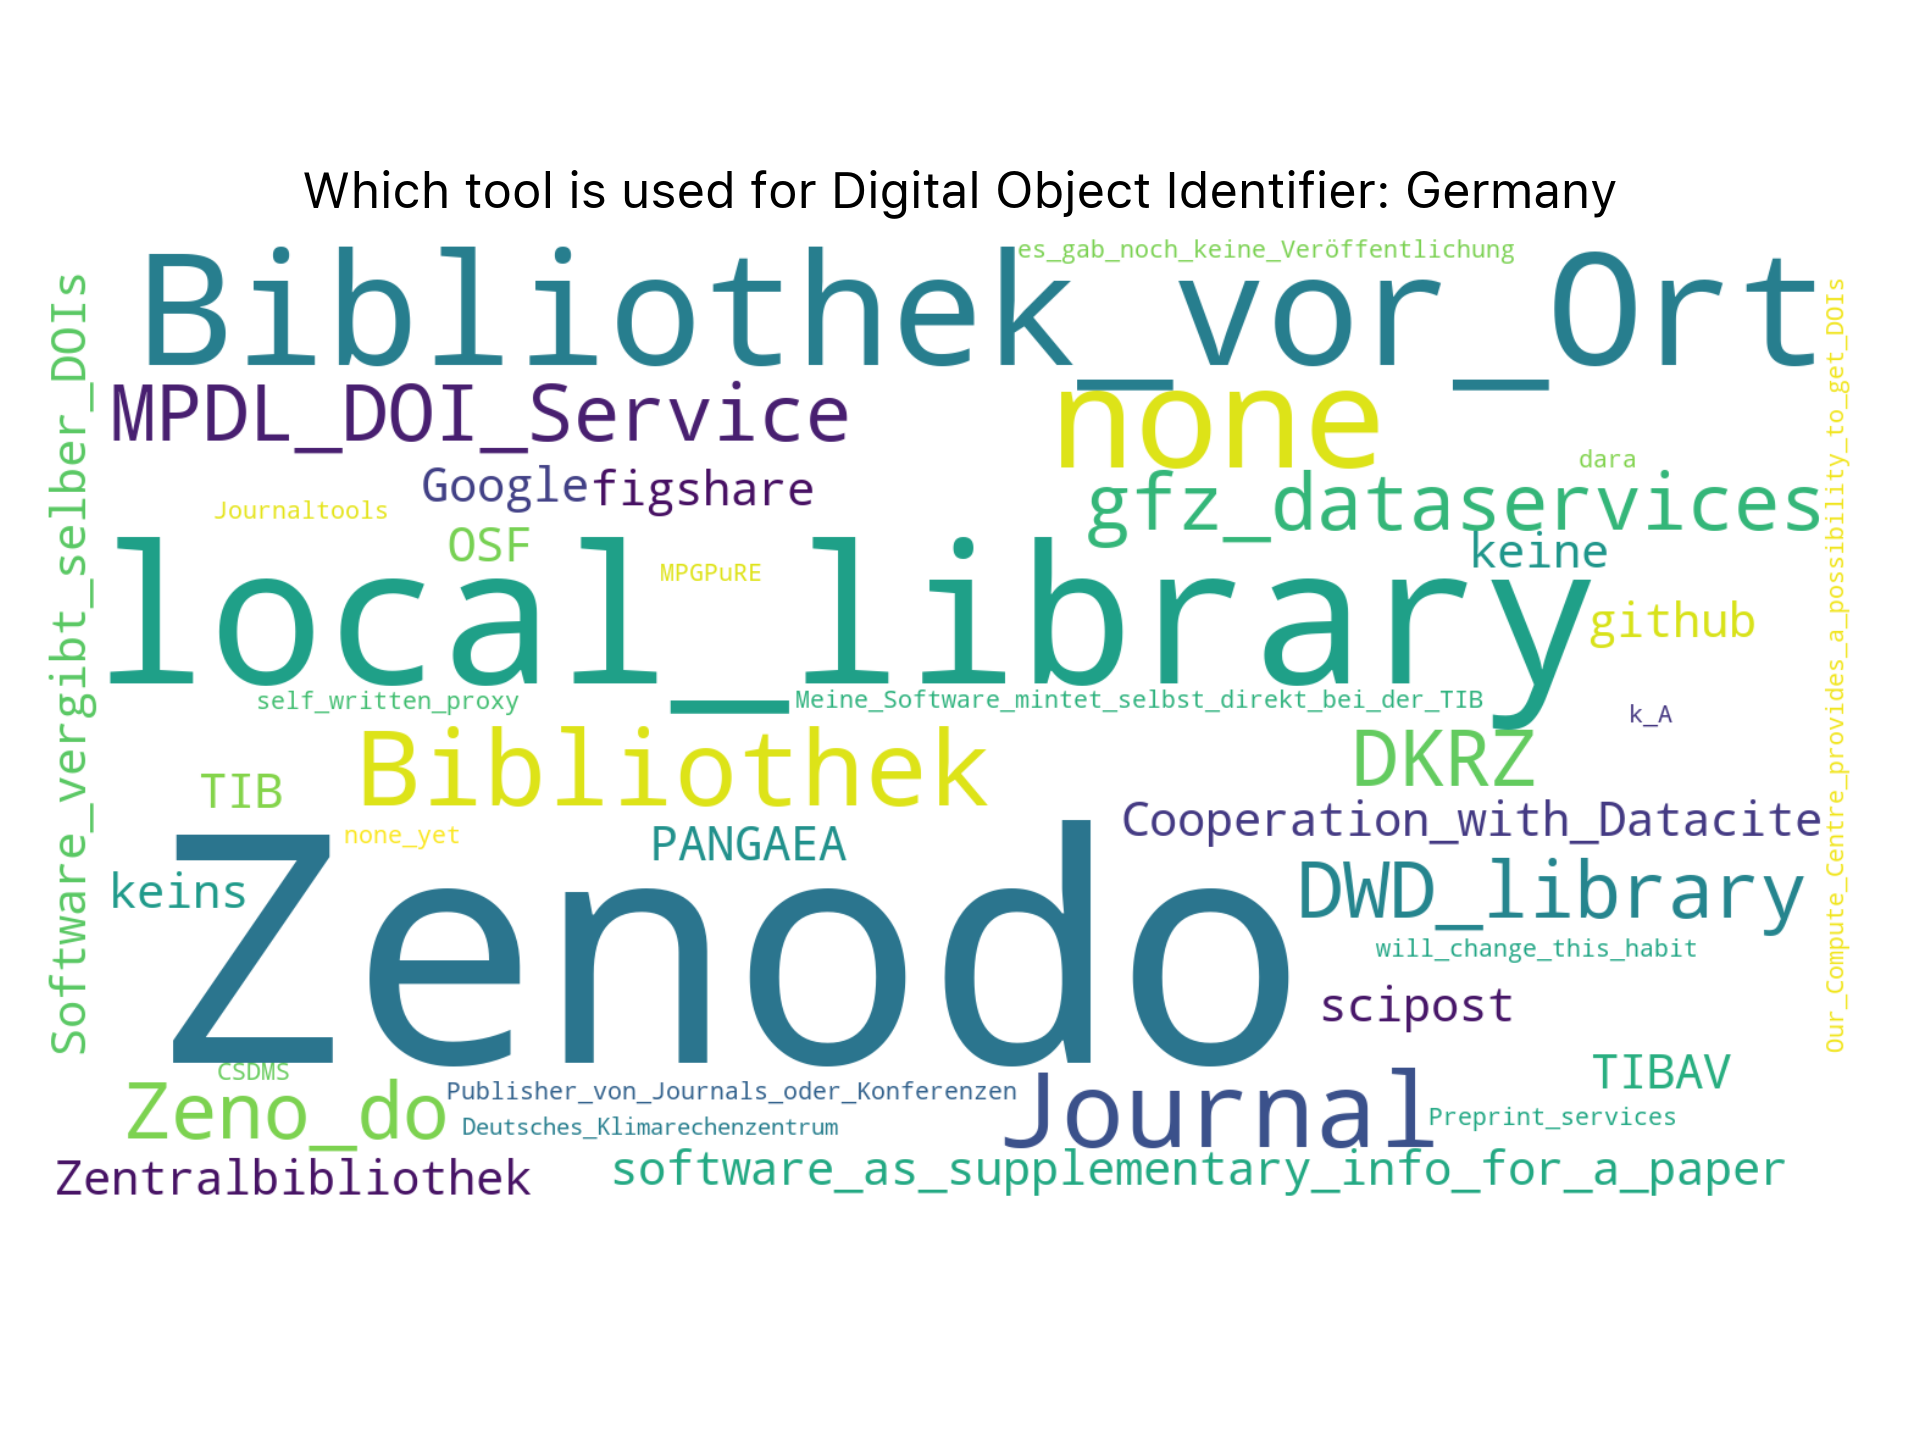 Which tool is used for Digital Object Identifier: Germany
es_gab_noch_keine_Veröffentlichung
Bibliothek_vor_Ort
Software_vergibt_selber_DOIs
Our_Compute_Centre_provides_a_possibility_to_get_DOIs
MPDL_DOI_Service
none
dara
Google
figshare
gfz_dataservices
Journaltools
OSF
keine
MPGPuRE
local_library
github
self_written_proxy
Meine_Software_mintet_selbst_direkt_bei_der_TIB
k_A
Bibliothek
DKRZ
TIB
Cooperation_with_Datacite
none_yet
PANGAEA
keins
DWD_library
Zenodo
will_change_this_habit
scipost
CSDMS
TIBAV
Zeno_do
Publisher_von_Journals_oder_Konferenzen
Journal
Preprint_services
Deutsches_Klimarechenzentrum
Zentralbibliothek
software_as_supplementary_info_for_a_paper